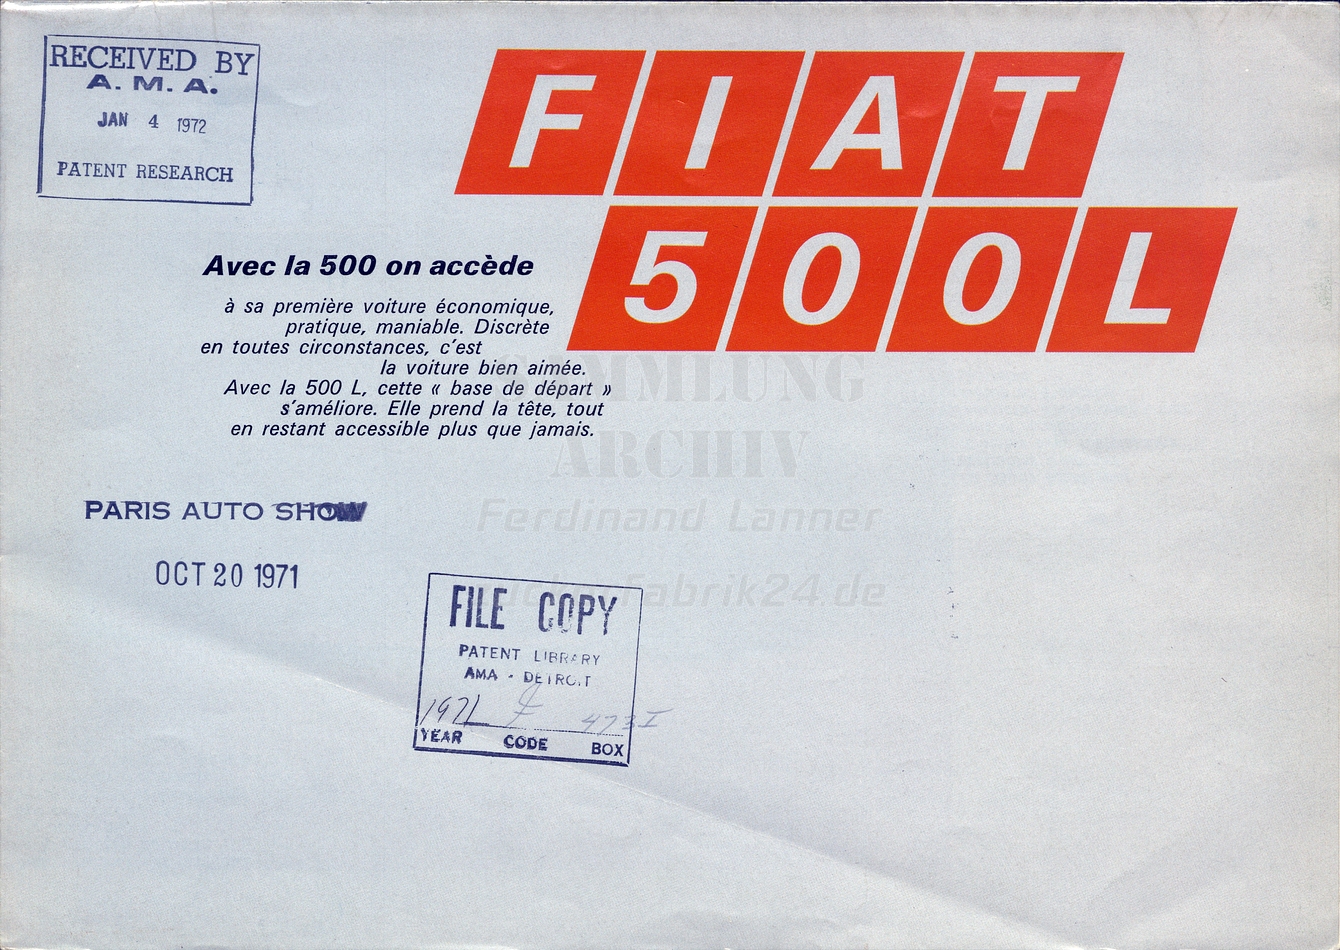 RECEIVED BY
A. M. A.
JAN 4 1972
PATENT RESEARCH
FIAT
500L
Avec la 500 on accède
à sa première voiture économique,
pratique, maniable. Discrète
en toutes circonstances, c'est
la voiture bien aimée.
Avec la 500 L, cette « base de départ »
s'améliore. Elle prend la tête, tout
en restant accessible plus que jamais.
SAMMLUNG
ARCHIV
Ferdinand Lanner
PARIS AUTO SHOW
OCT 20 1971
FILE COPY
PATENT LIBRARY
AMA - DETROIT
1971 473 I
YEAR CODE BOX